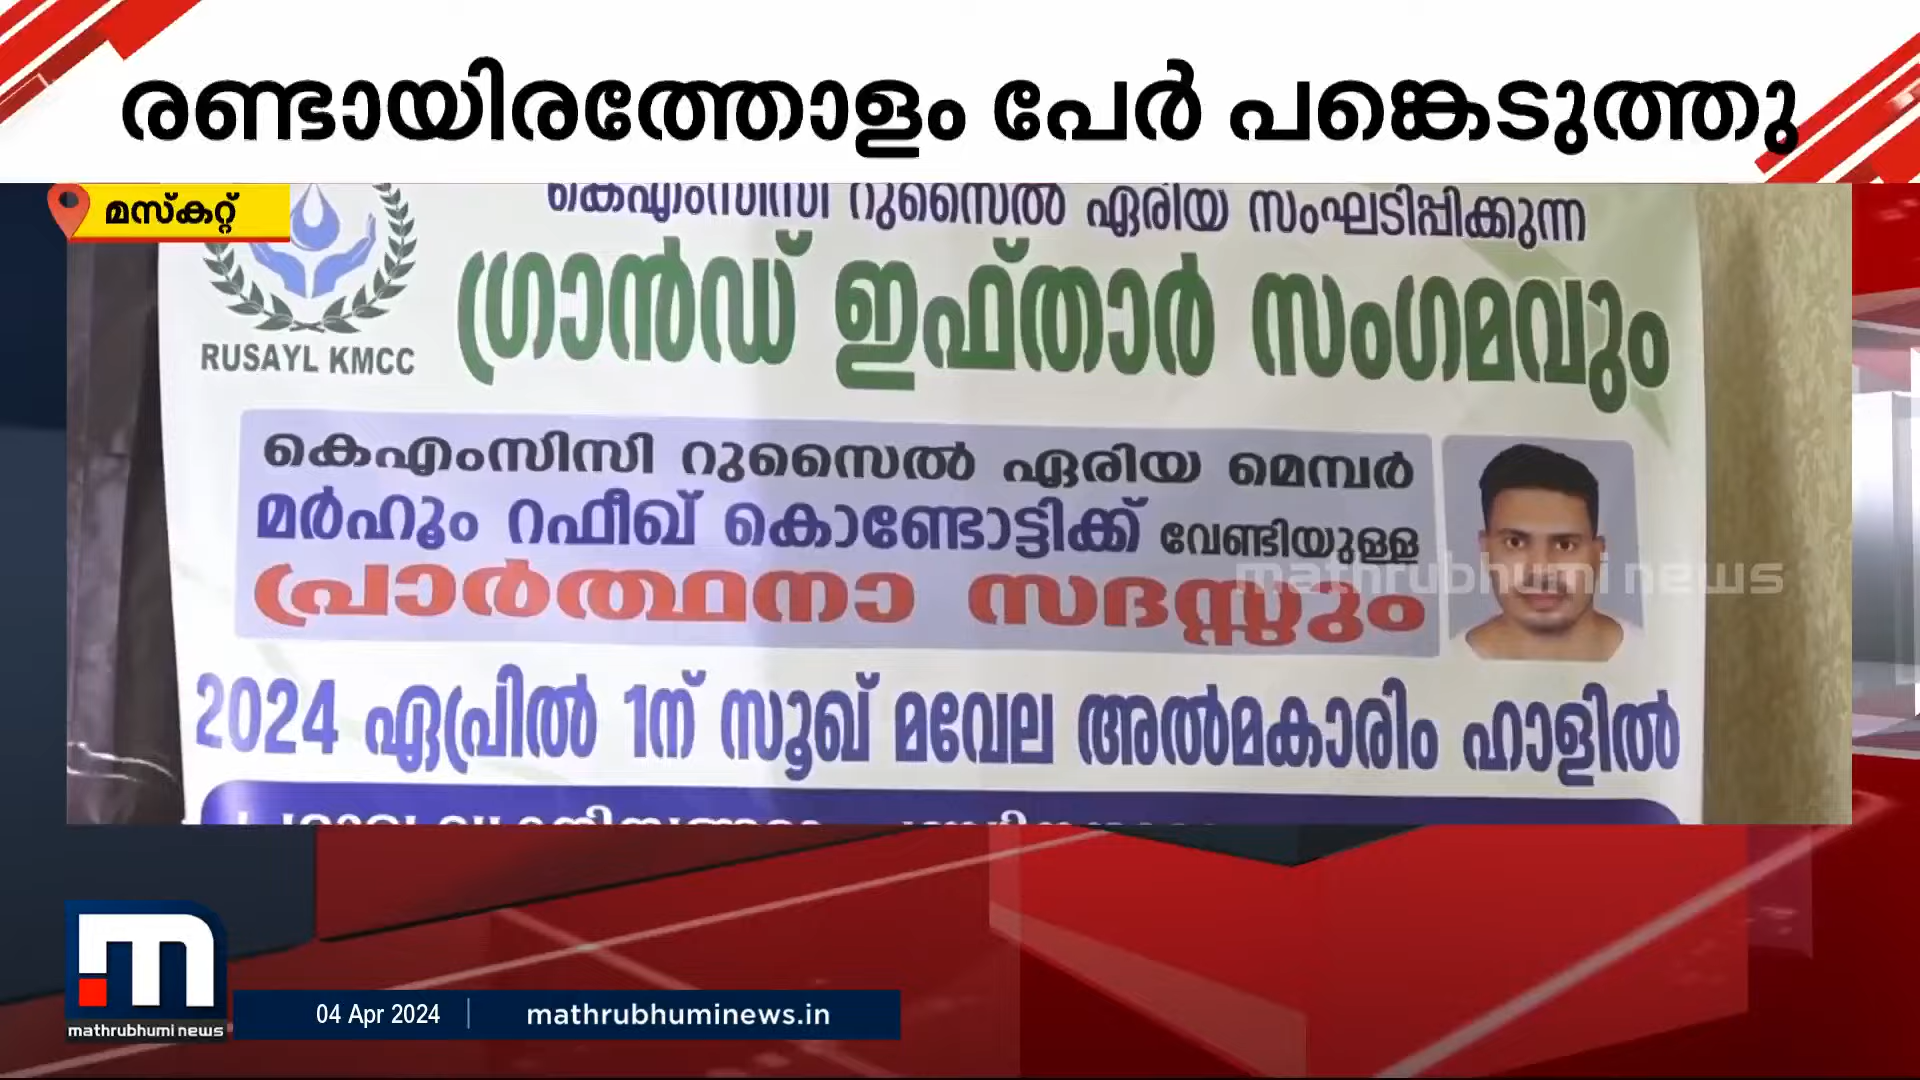 രണ്ടായിരത്തോളം പേർ പങ്കെടുത്തു
മസ്കറ്റ്
കെഎംസിസി റുസൈൽ ഏരിയ സംഘടിപ്പിക്കുന്ന
ഗ്രാൻഡ് ഇഫ്താർ സംഗമവും
RUSAYL KMCC
കെഎംസിസി റുസൈൽ ഏരിയ മെമ്പർ
മർഹൂം റഫീഖ് കൊണ്ടോട്ടിക്ക് വേണ്ടിയുള്ള
പ്രാർത്ഥനാ സദസ്സും
mathrubhumi news
2024 ഏപ്രിൽ 1ന് സൂഖ് മവേല അൽമകാരിം ഹാളിൽ
mathrubhumi news
04 Apr 2024
mathrubhuminews.in